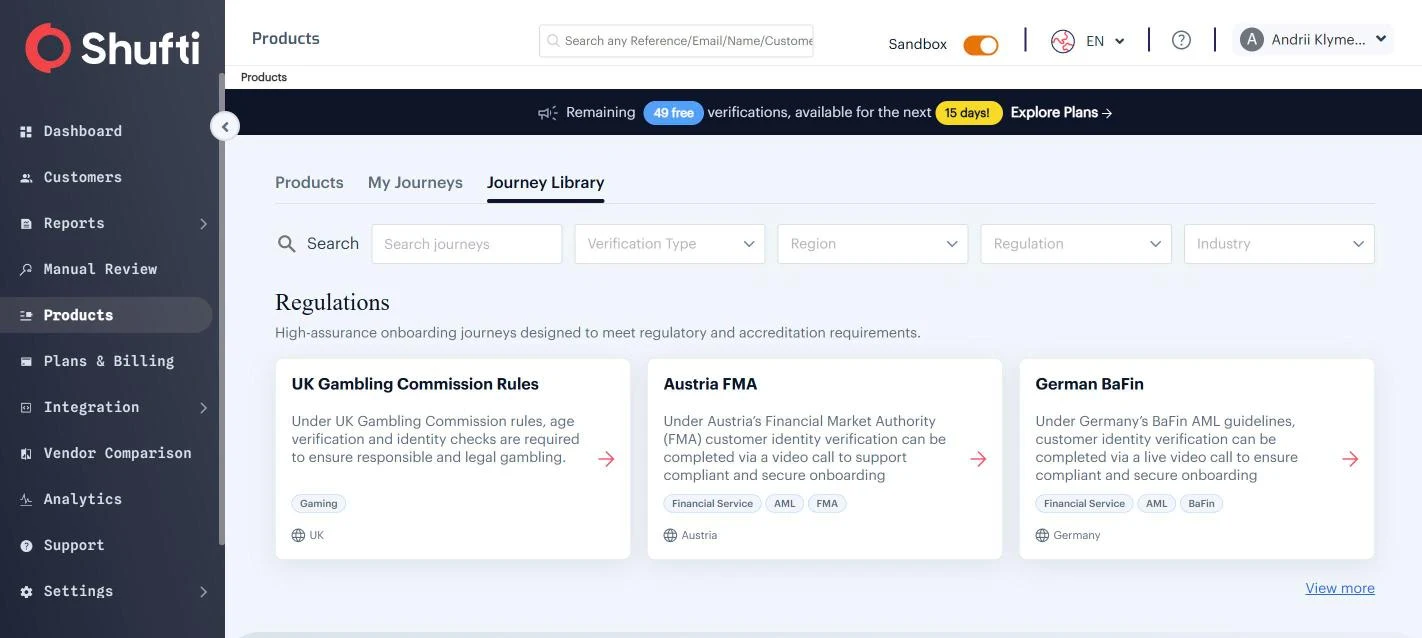 Shufti
Products
Search any Reference/Email/Name/Custome
Sandbox
EN
A
Andrii Klyme...
Products
Remaining 49 free verifications, available for the next 15 days! Explore Plans →
Dashboard
Customers
Reports
Manual Review
Products
Plans & Billing
Integration
Vendor Comparison
Analytics
Support
Settings
Products
My Journeys
Journey Library
Search
Search journeys
Verification Type
Region
Regulation
Industry
Regulations
High-assurance onboarding journeys designed to meet regulatory and accreditation requirements.
UK Gambling Commission Rules
Under UK Gambling Commission rules, age
verification and identity checks are required
to ensure responsible and legal gambling.
Gaming
UK
Austria FMA
Under Austria’s Financial Market Authority
(FMA) customer identity verification can be
completed via a video call to support
compliant and secure onboarding
Financial Service AML FMA
Austria
German BaFin
Under Germany’s BaFin AML guidelines,
customer identity verification can be
completed via a live video call to ensure
compliant and secure onboarding
Financial Service AML BaFin
Germany
View more